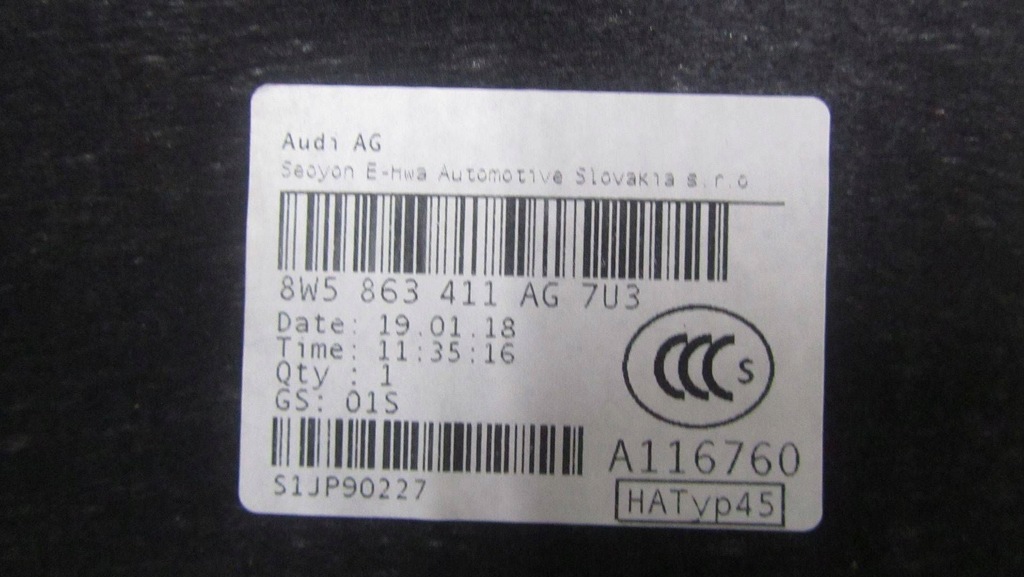 Audi AG
Seoyon E-Hwa Automotive Slovakia s.r.o
8W5 863 411 AG 7U3
Date: 19.01.18
Time: 11:35:16
Qty : 1
GS: 01S
CCC S
A116760
S1JP90227
HATyp45